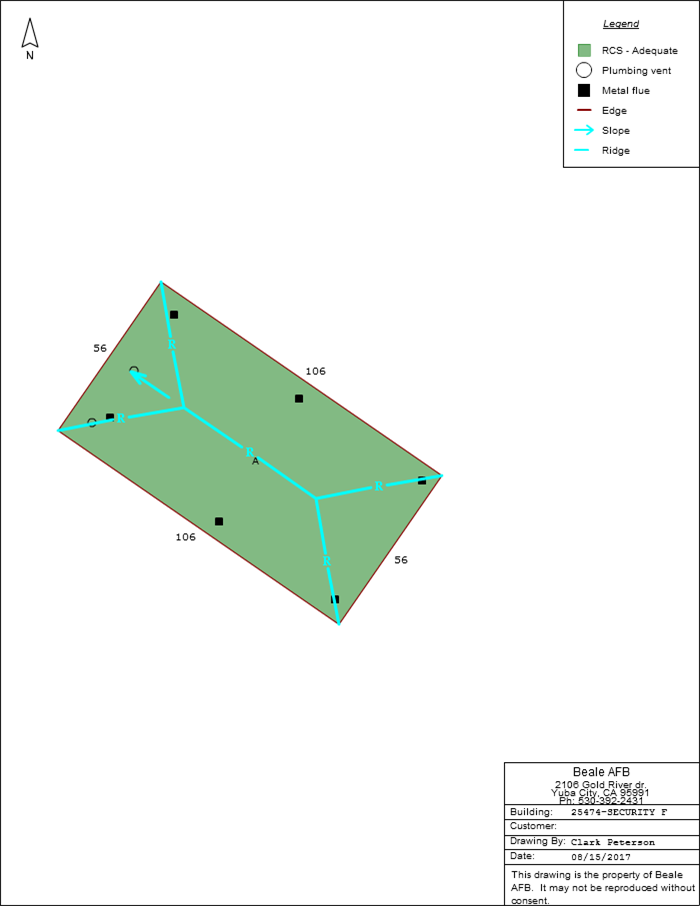 Legend
RCS - Adequate
Plumbing vent
Metal flue
Edge
Slope
Ridge
N
R
56
106
R
R
A
R
106
R
56
Beale AFB
2106 Gold River dr.
Yuba City, CA 95991
Ph: 530-392-2431
Building: 25474-SECURITY F
Customer:
Drawing By: Clark Peterson
Date: 08/15/2017
This drawing is the property of Beale
AFB. It may not be reproduced without
consent.